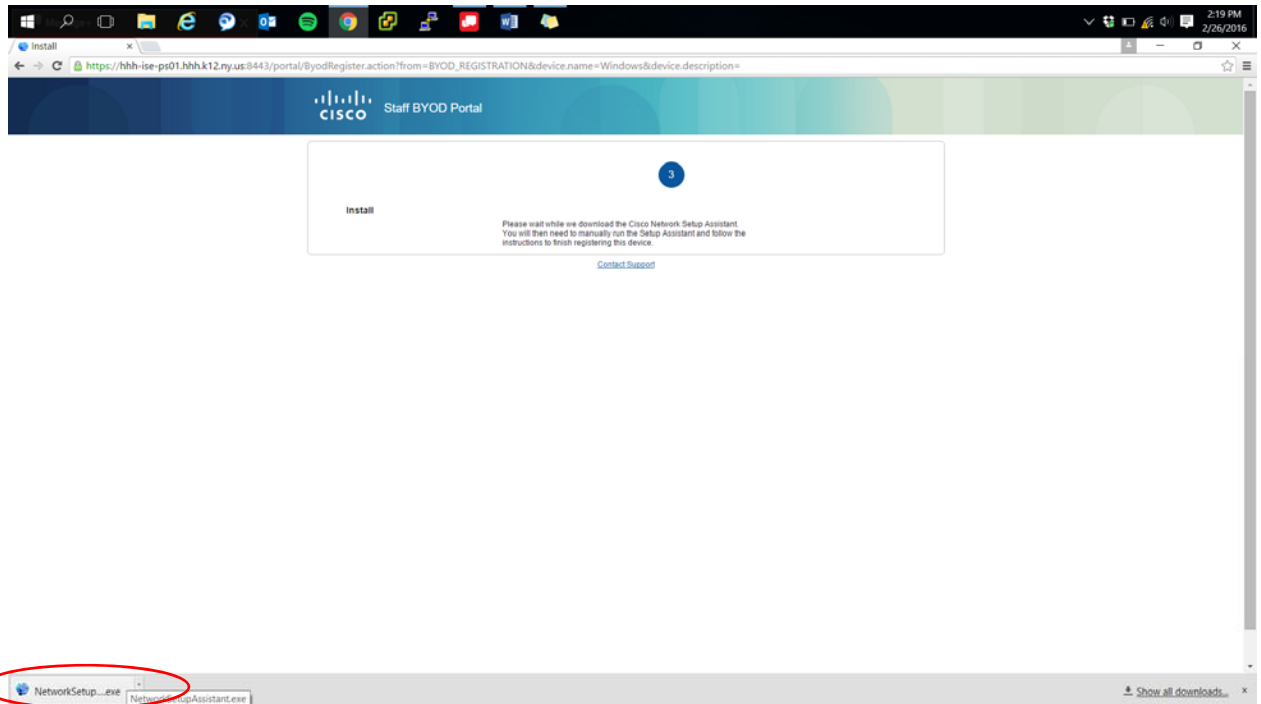 2:19 PM
2/26/2016
Install
https://hhh-ise-ps01.hhh.k12.ny.us:8443/portal/ByodRegister.action?from=BYOD_REGISTRATION&device.name=Windows&device.description=
CISCO Staff BYOD Portal
3
Install
Please wait while we download the Cisco Network Setup Assistant.
You will then need to manually run the Setup Assistant and follow the
instructions to finish registering this device.
Contact Support
NetworkSetup....exe
NetworkSetupAssistant.exe
Show all downloads...